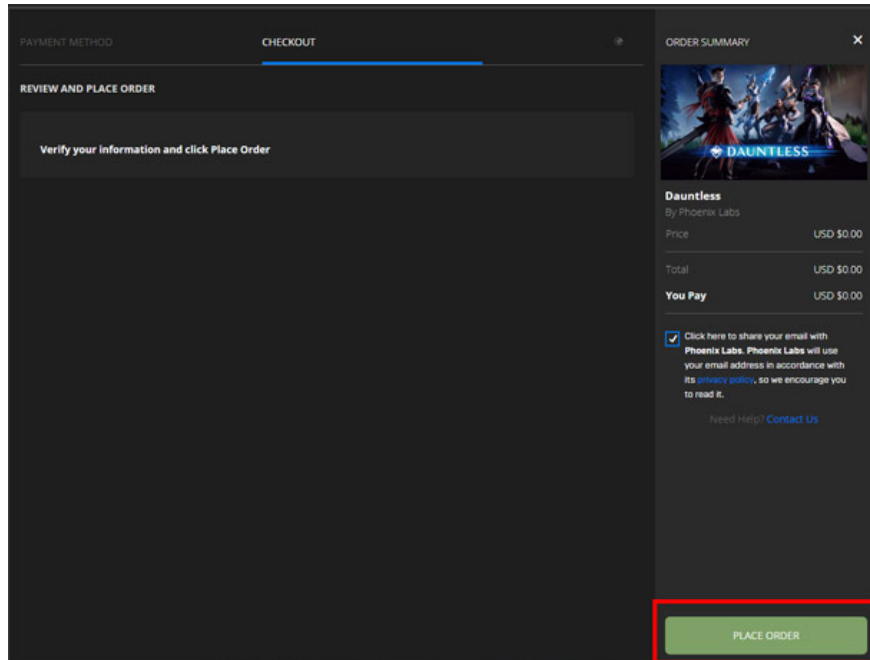 PAYMENT METHOD
CHECKOUT
REVIEW AND PLACE ORDER
Verify your information and click Place Order
ORDER SUMMARY
DAUNTLESS
Dauntless
By Phoenix Labs
Price USD $0.00
Total USD $0.00
You Pay USD $0.00
Click here to share your email with
Phoenix Labs. Phoenix Labs will use
your email address in accordance with
its privacy policy, so we encourage you
to read it.
Need Help? Contact Us
PLACE ORDER